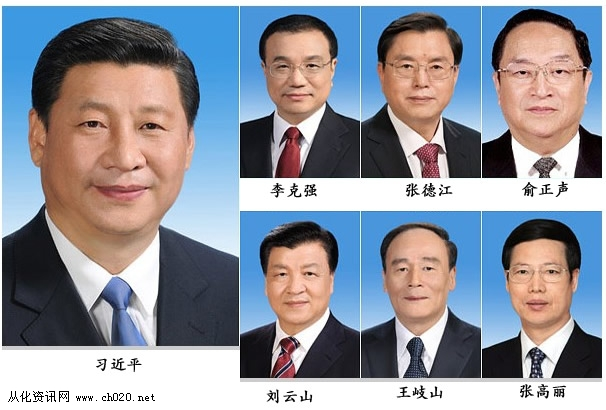 李克强
张德江
俞正声
习近平
刘云山
王岐山
张高丽
从化资讯网 www.ch020.net